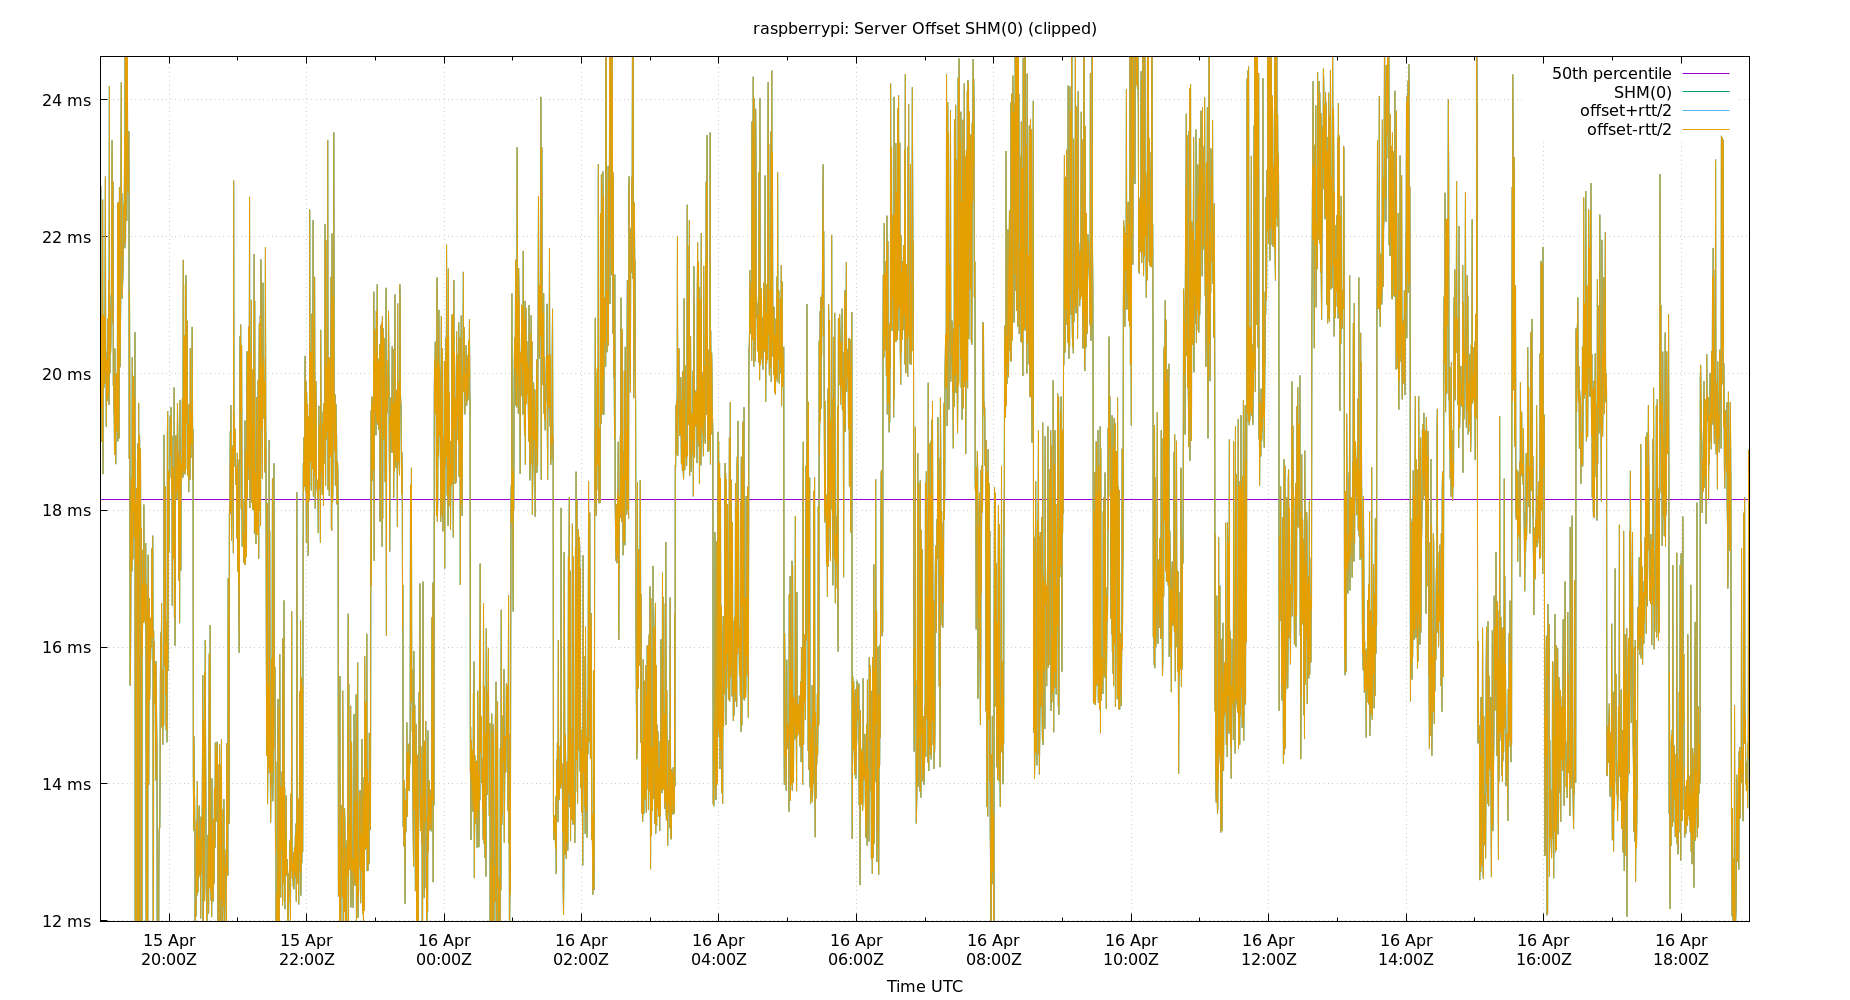 raspberrypi: Server Offset SHM(0) (clipped)
50th percentile
SHM(0)
offset+rtt/2
offset-rtt/2
24 ms
22 ms
20 ms
18 ms
16 ms
14 ms
12 ms
15 Apr 15 Apr 16 Apr 16 Apr 16 Apr 16 Apr 16 Apr 16 Apr 16 Apr 16 Apr 16 Apr 16 Apr
20:00Z 22:00Z 00:00Z 02:00Z 04:00Z 06:00Z 08:00Z 10:00Z 12:00Z 14:00Z 16:00Z 18:00Z
Time UTC